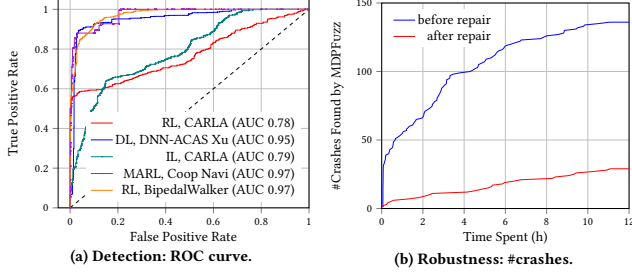 True Positive Rate
1
0.8
0.6
0.4
0.2
0
0
0.2
0.4
0.6
0.8
1
RL, CARLA (AUC 0.78)
DL, DNN-ACAS Xu (AUC 0.95)
IL, CARLA (AUC 0.79)
MARL, Coop Navi (AUC 0.97)
RL, BipedalWalker (AUC 0.97)
False Positive Rate
(a) Detection: ROC curve.
#Crashes Found by MDPFuzz
150
100
50
0
before repair
after repair
0
2
4
6
8
10
12
Time Spent (h)
(b) Robustness: #crashes.